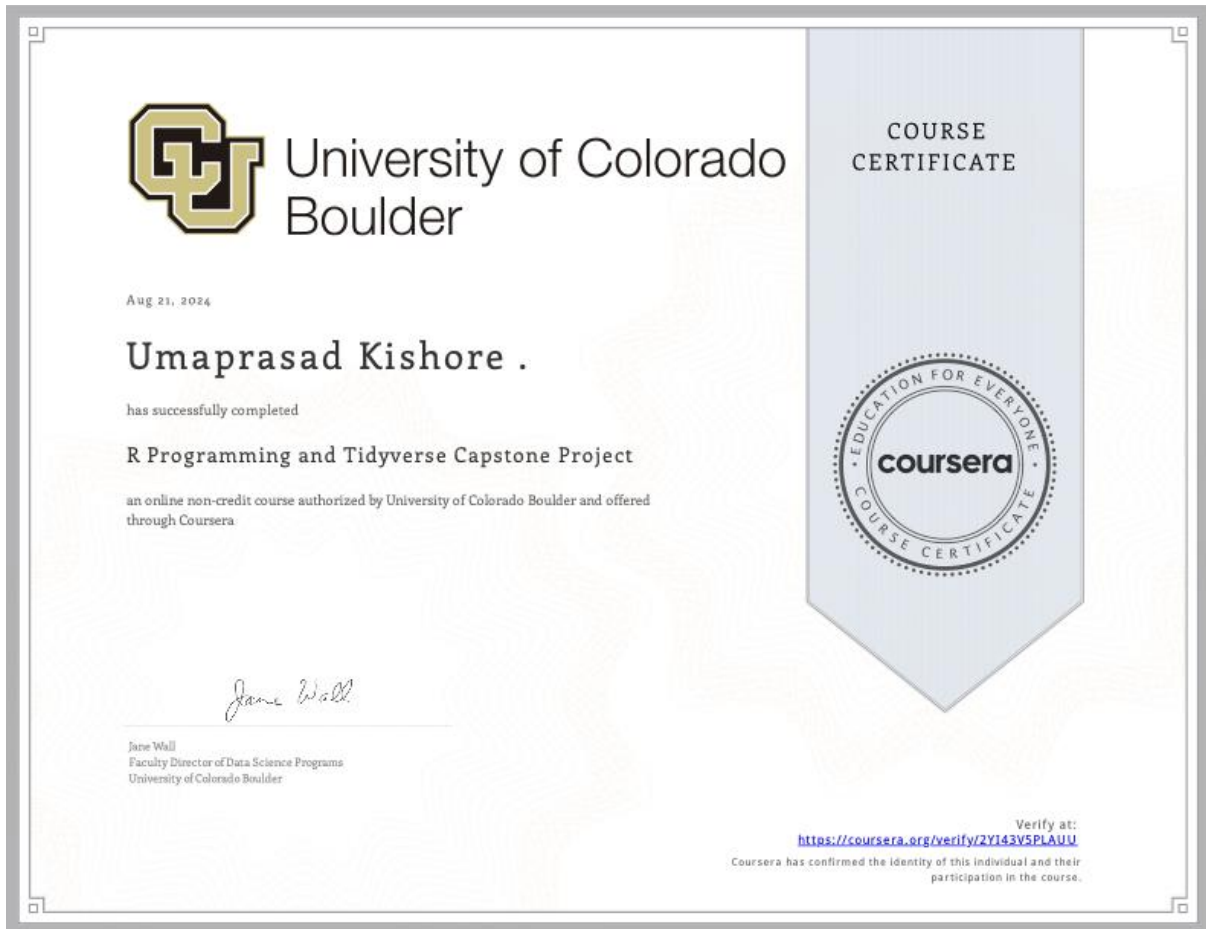 CU
University of Colorado
Boulder
COURSE
CERTIFICATE
Aug 21, 2024
Umaprasad Kishore .
has successfully completed
R Programming and Tidyverse Capstone Project
an online non-credit course authorized by University of Colorado Boulder and offered
through Coursera
EDUCATION FOR EVERYONE
coursera
COURSE CERTIFICATE
Jane Wall
Jane Wall
Faculty Director of Data Science Programs
University of Colorado Boulder
Verify at:
https://coursera.org/verify/2YI43V5PLAUU
Coursera has confirmed the identity of this individual and their
participation in the course.